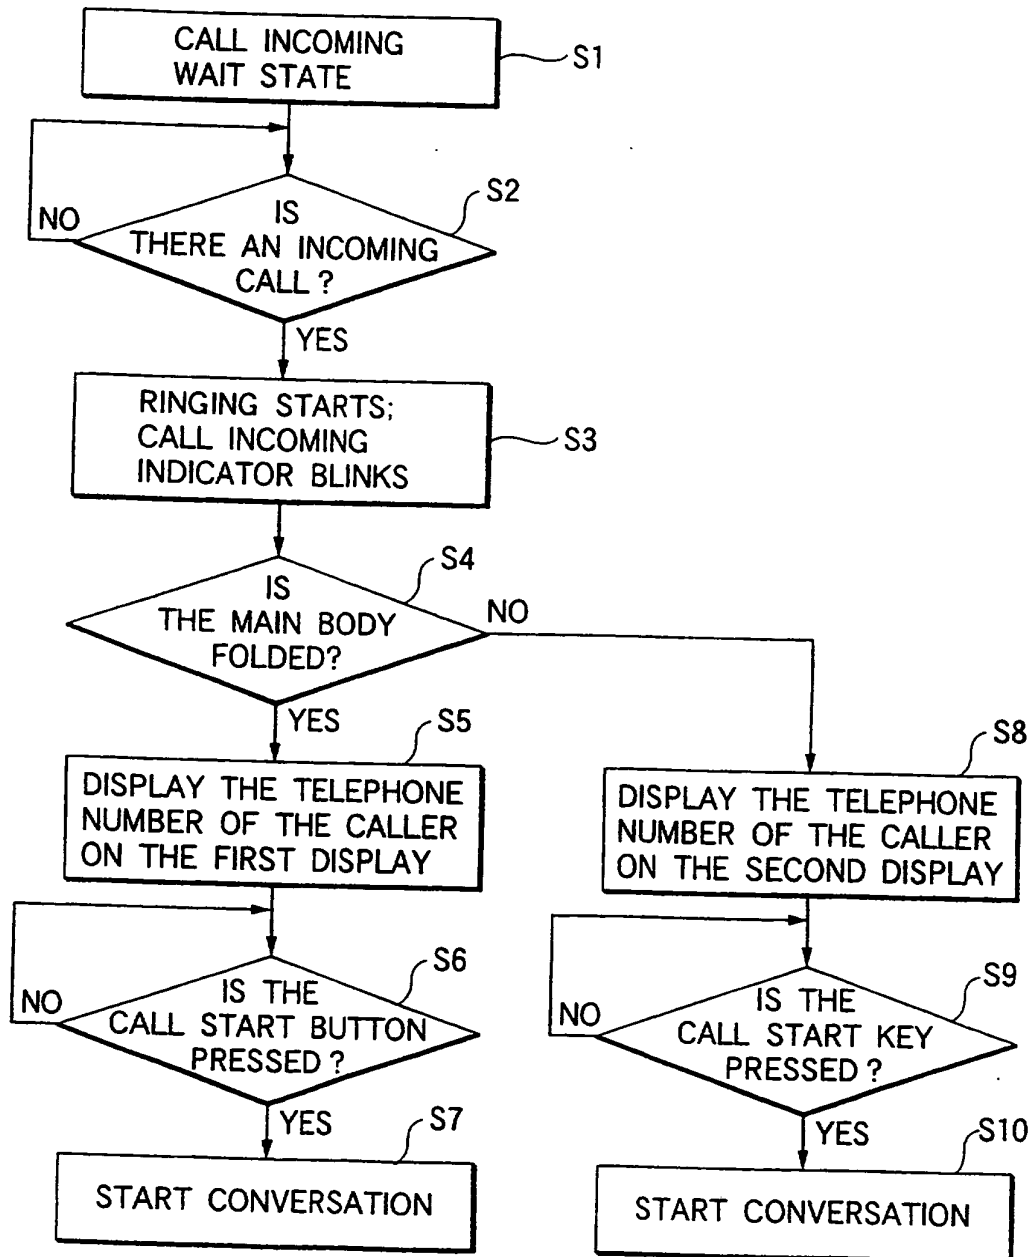 CALL INCOMING
WAIT STATE
S1
S2
NO
IS
THERE AN INCOMING
CALL?
YES
RINGING STARTS;
CALL INCOMING
INDICATOR BLINKS
S3
S4
IS
THE MAIN BODY
FOLDED?
NO
YES
S5
DISPLAY THE TELEPHONE
NUMBER OF THE CALLER
ON THE FIRST DISPLAY
S6
NO
IS THE
CALL START BUTTON
PRESSED?
YES
S7
START CONVERSATION
S8
DISPLAY THE TELEPHONE
NUMBER OF THE CALLER
ON THE SECOND DISPLAY
S9
NO
IS THE
CALL START KEY
PRESSED?
YES
S10
START CONVERSATION